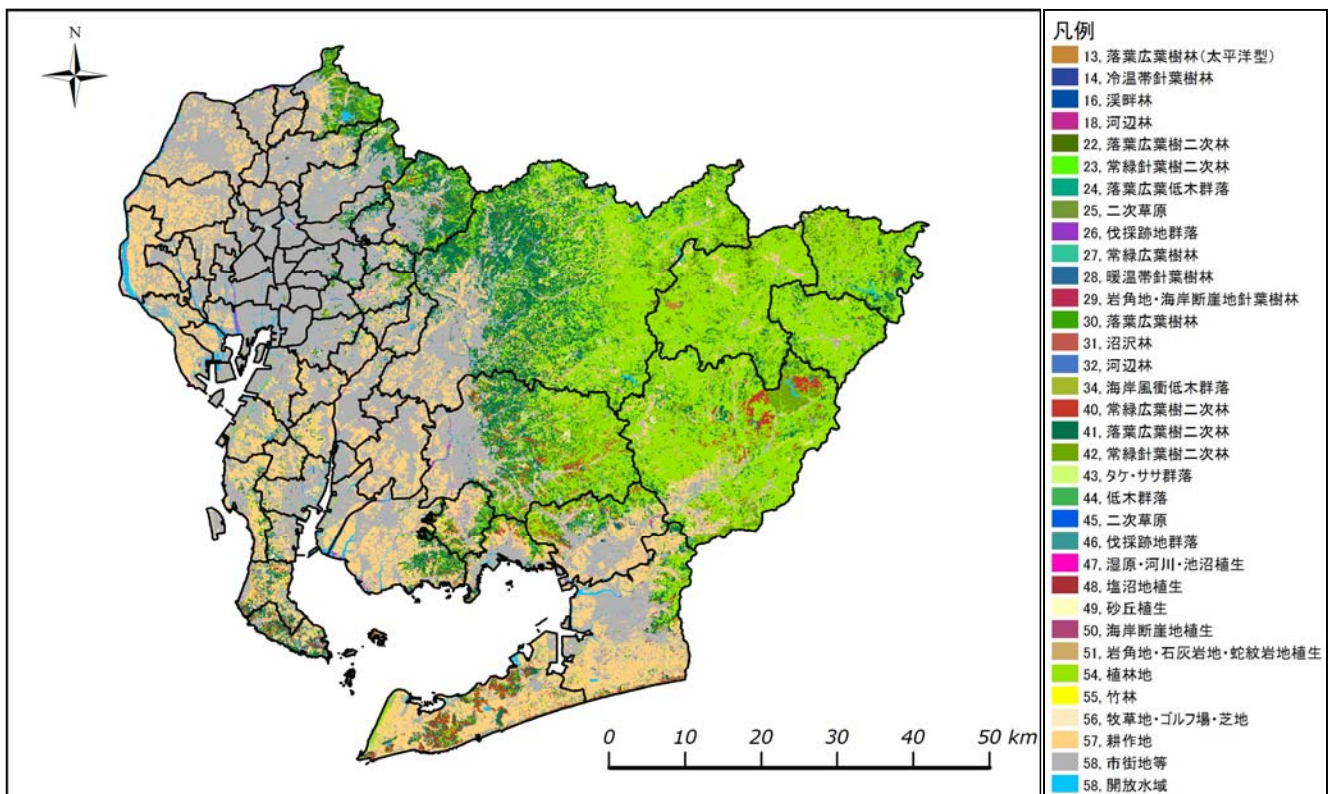 N
0 10 20 30 40 50 km
凡例
13, 落葉広葉樹林(太平洋型)
14, 冷温帯針葉樹林
16, 渓畔林
18, 河辺林
22, 落葉広葉樹二次林
23, 常緑針葉樹二次林
24, 落葉広葉低木群落
25, 二次草原
26, 伐採跡地群落
27, 常緑広葉樹林
28, 暖温帯針葉樹林
29, 岩角地・海岸断崖地針葉樹林
30, 落葉広葉樹林
31, 沼沢林
32, 河辺林
34, 海岸風衝低木群落
40, 常緑広葉樹二次林
41, 落葉広葉樹二次林
42, 常緑針葉樹二次林
43, タケ・ササ群落
44, 低木群落
45, 二次草原
46, 伐採跡地群落
47, 湿原・河川・池沼植生
48, 塩沼地植生
49, 砂丘植生
50, 海岸断崖地植生
51, 岩角地・石灰岩地・蛇紋岩地植生
54, 植林地
55, 竹林
56, 牧草地・ゴルフ場・芝地
57, 耕作地
58, 市街地等
58, 開放水域